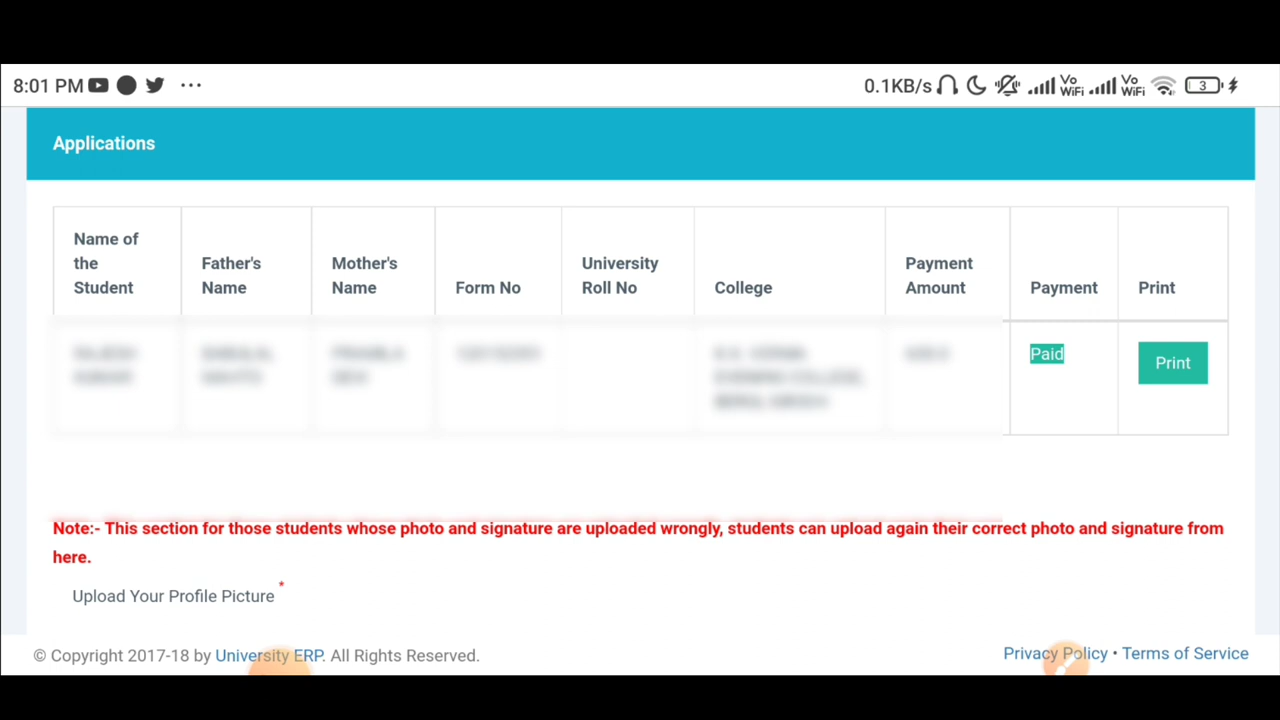 8:01 PM
0.1KB/s Vo WiFi Vo WiFi 3
Applications
Name of the Student
Father's Name
Mother's Name
Form No
University Roll No
College
Payment Amount
Payment
Print
Paid
Print
Note:- This section for those students whose photo and signature are uploaded wrongly, students can upload again their correct photo and signature from
here.
Upload Your Profile Picture *
© Copyright 2017-18 by University ERP. All Rights Reserved.
Privacy Policy • Terms of Service